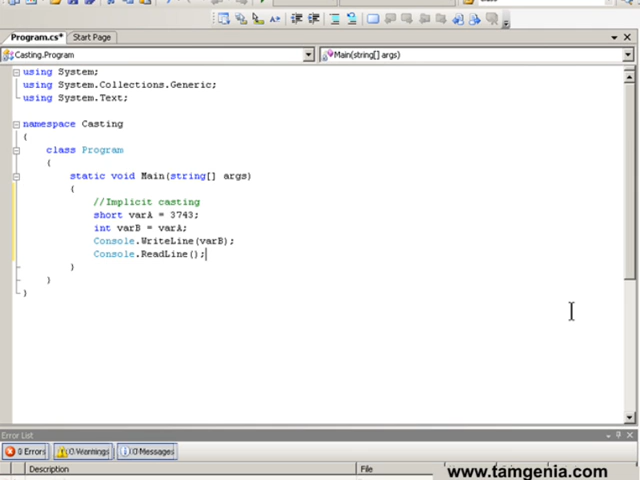 Program.cs* Start Page
Casting.Program Main(string[] args)
using System;
using System.Collections.Generic;
using System.Text;
namespace Casting
{
class Program
{
static void Main(string[] args)
{
//Implicit casting
short varA = 3743;
int varB = varA;
Console.WriteLine(varB);
Console.ReadLine();
}
}
}
Error List
0 Errors 0 Warnings 0 Messages
Description File
www.tamgenia.com